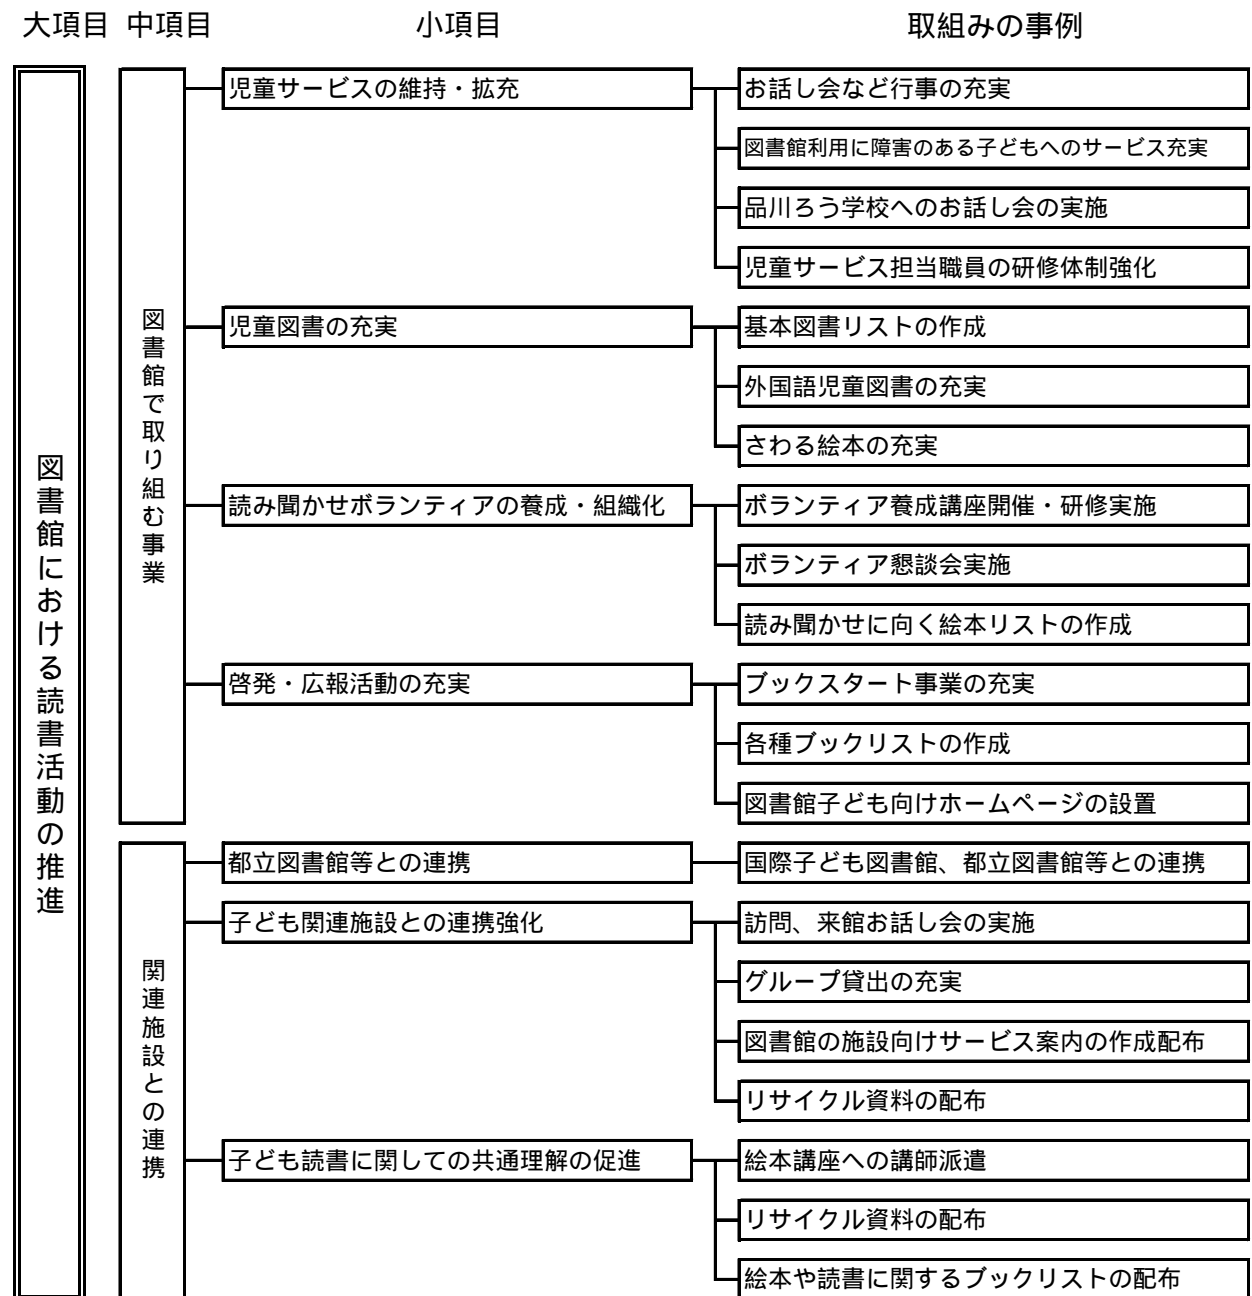 大項目 中項目 小項目 取組みの事例
図書館における読書活動の推進
図書館で取り組む事業
児童サービスの維持・拡充
お話し会など行事の充実
図書館利用に障害のある子どもへのサービス充実
品川ろう学校へのお話し会の実施
児童サービス担当職員の研修体制強化
児童図書の充実
基本図書リストの作成
外国語児童図書の充実
さわる絵本の充実
読み聞かせボランティアの養成・組織化
ボランティア養成講座開催・研修実施
ボランティア懇談会実施
読み聞かせに向く絵本リストの作成
啓発・広報活動の充実
ブックスタート事業の充実
各種ブックリストの作成
図書館子ども向けホームページの設置
関連施設との連携
都立図書館等との連携
国際子ども図書館、都立図書館等との連携
子ども関連施設との連携強化
訪問、来館お話し会の実施
グループ貸出の充実
図書館の施設向けサービス案内の作成配布
リサイクル資料の配布
子ども読書に関しての共通理解の促進
絵本講座への講師派遣
リサイクル資料の配布
絵本や読書に関するブックリストの配布